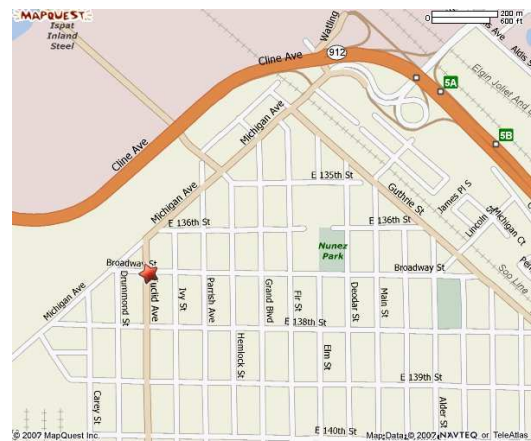 MAPQUEST
Ispat
Inland
Steel
Watling
200 m
600 ft
912
Cline Ave
Aldis
5A
Elgin Joliet And
5B
Michigan Ave
Cline Ave
E 135th St
Guthrie St
James Pl S
Lincoln St
Michigan Ct
Michigan Ave
E 136th St
E 136th St
Nunez
Park
Soo Line
Broadway St
Broadway St
Michigan Ave
Drummond St
Euclid Ave
Ivy St
Parrish Ave
Grand Blvd
Fir St
Deodar St
Main St
E 138th St
Hemlock St
Elm St
E 139th St
Carey St
Alder St
E 140th St
© 2007 MapQuest Inc.
Map Data © 2007 NAVTEQ or TeleAtlas